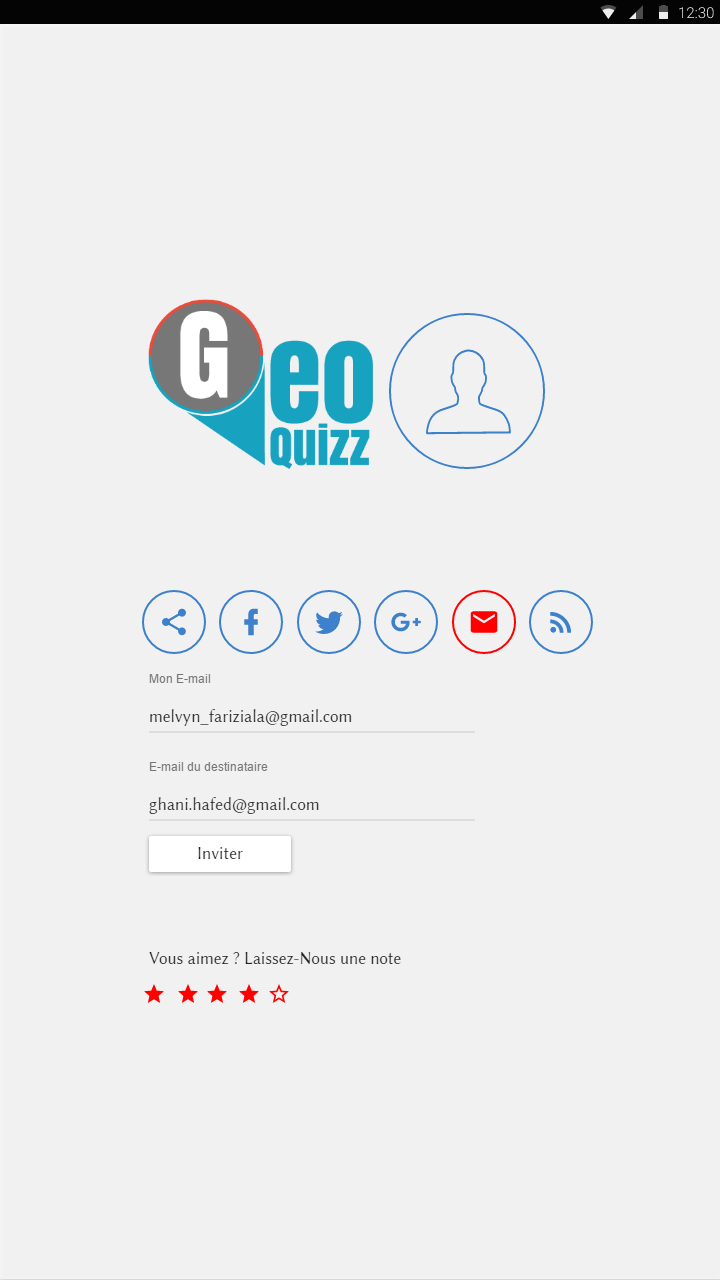 12:30
Geo
Quizz
G+
Mon E-mail
melvyn_fariziala@gmail.com
E-mail du destinataire
ghani.hafed@gmail.com
Inviter
Vous aimez ? Laissez-Nous une note